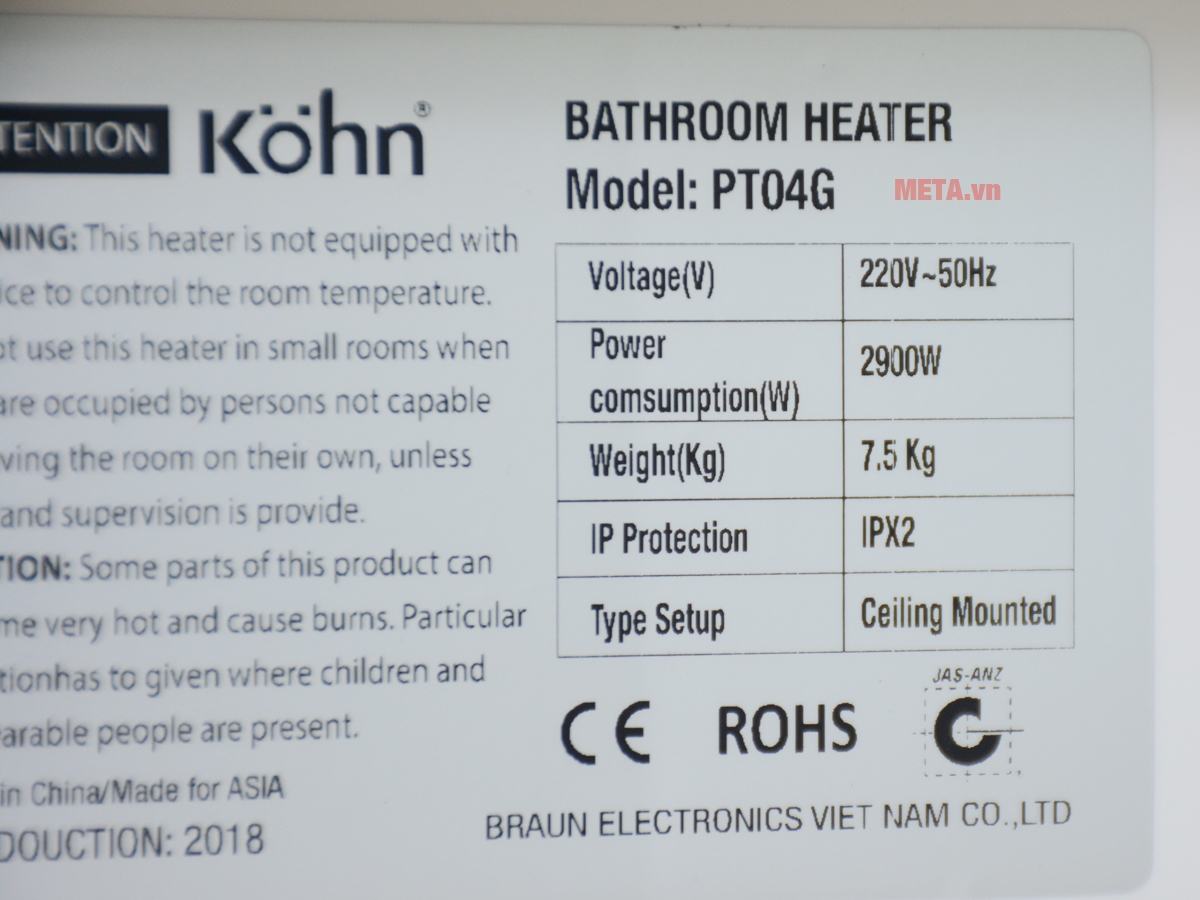 TENTION Köhn®
NING: This heater is not equipped with
ice to control the room temperature.
ot use this heater in small rooms when
are occupied by persons not capable
ving the room on their own, unless
and supervision is provide.
TION: Some parts of this product can
me very hot and cause burns. Particular
tionhas to given where children and
arable people are present.
in China/Made for ASIA
DOUCTION: 2018
BATHROOM HEATER
Model: PT04G
META.vn
Voltage(V) 220V~50Hz
Power
comsumption(W) 2900W
Weight(Kg) 7.5 Kg
IP Protection IPX2
Type Setup Ceiling Mounted
JAS-ANZ
CE ROHS
BRAUN ELECTRONICS VIET NAM CO.,LTD